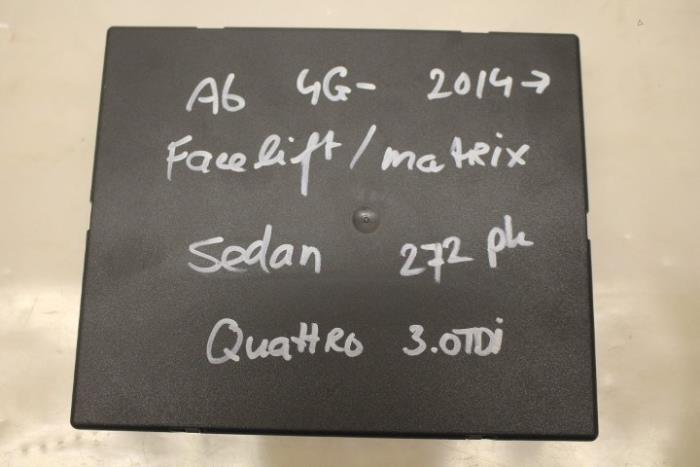 A6 4G- 2014→
Facelift/matrix
Sedan 272 pk
Quattro 3.0TDi